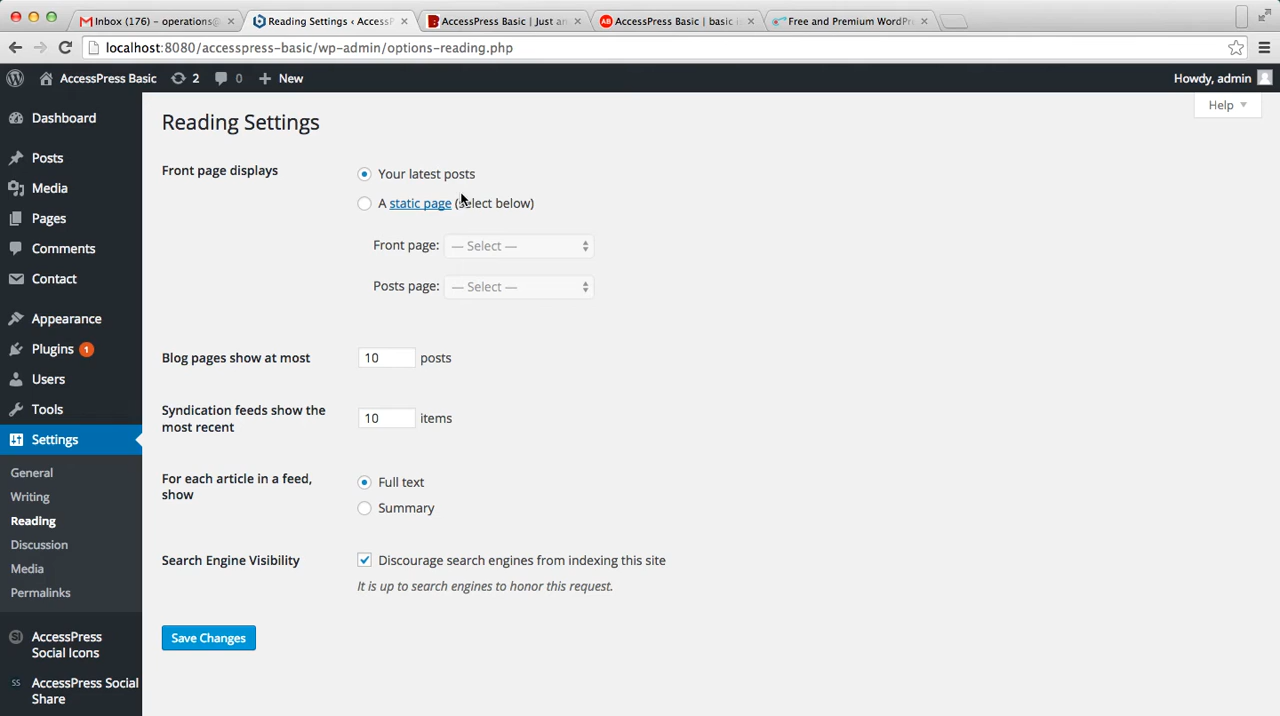 Inbox (176) – operations@
Reading Settings ‹ AccessP
AccessPress Basic | Just an
AccessPress Basic | basic i
Free and Premium WordPr
localhost:8080/accesspress-basic/wp-admin/options-reading.php
AccessPress Basic
2
0
New
Howdy, admin
Help
Dashboard
Posts
Media
Pages
Comments
Contact
Appearance
Plugins 1
Users
Tools
Settings
General
Writing
Reading
Discussion
Media
Permalinks
SI AccessPress
Social Icons
SS AccessPress Social
Share
Reading Settings
Front page displays
Your latest posts
A static page (select below)
Front page: — Select —
Posts page: — Select —
Blog pages show at most 10 posts
Syndication feeds show the
most recent
10 items
For each article in a feed,
show
Full text
Summary
Search Engine Visibility
Discourage search engines from indexing this site
It is up to search engines to honor this request.
Save Changes